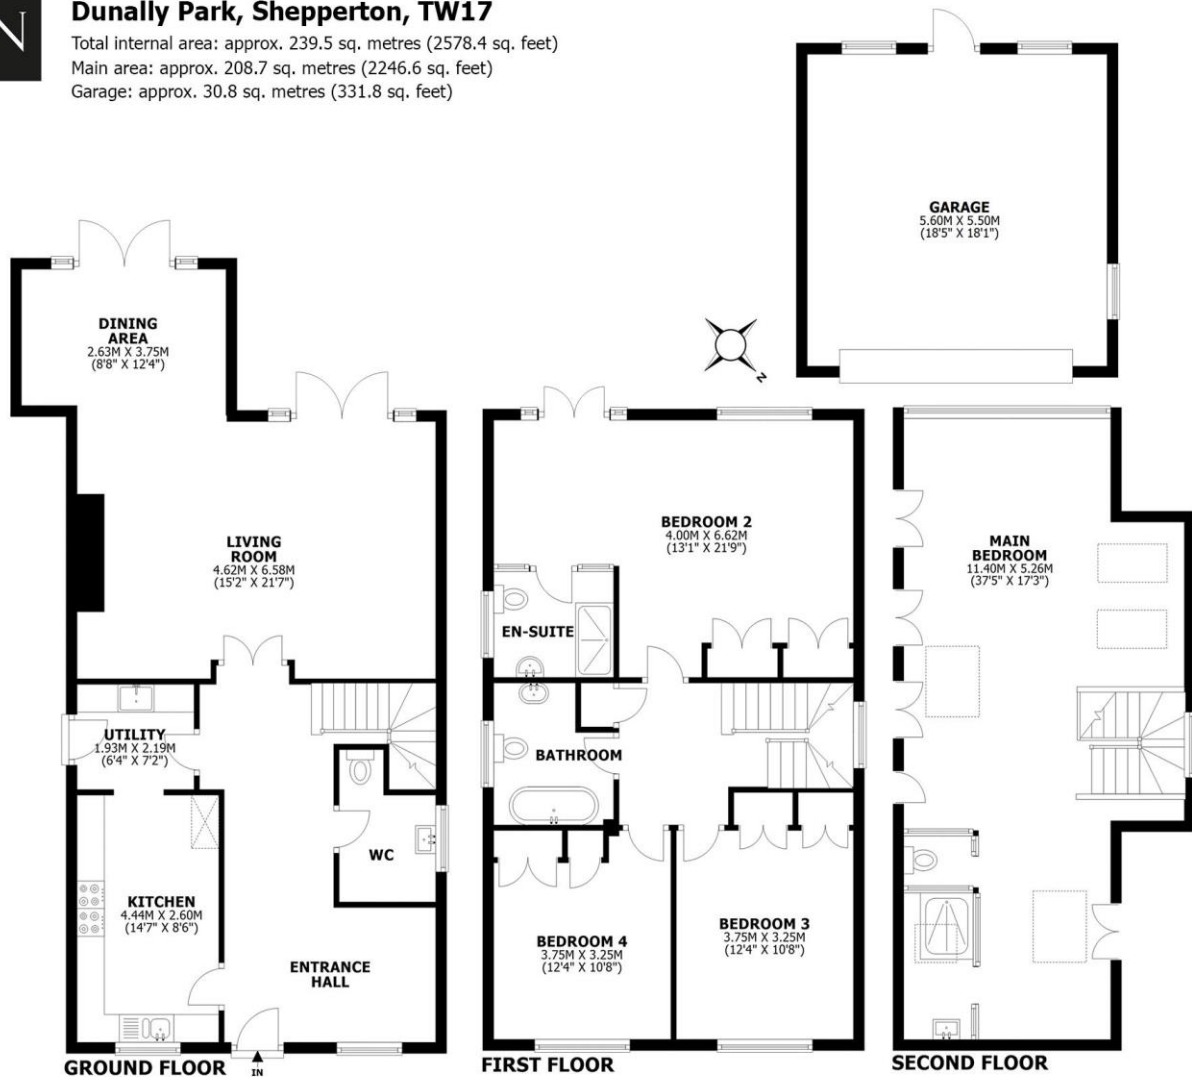 N
Dunally Park, Shepperton, TW17
Total internal area: approx. 239.5 sq. metres (2578.4 sq. feet)
Main area: approx. 208.7 sq. metres (2246.6 sq. feet)
Garage: approx. 30.8 sq. metres (331.8 sq. feet)
GARAGE
5.60M X 5.50M
(18'5" X 18'1")
N
DINING
AREA
2.63M X 3.75M
(8'8" X 12'4")
LIVING
ROOM
4.62M X 6.58M
(15'2" X 21'7")
UTILITY
1.93M X 2.19M
(6'4" X 7'2")
WC
KITCHEN
4.44M X 2.60M
(14'7" X 8'6")
ENTRANCE
HALL
IN
GROUND FLOOR
BEDROOM 2
4.00M X 6.62M
(13'1" X 21'9")
EN-SUITE
BATHROOM
BEDROOM 4
3.75M X 3.25M
(12'4" X 10'8")
BEDROOM 3
3.75M X 3.25M
(12'4" X 10'8")
FIRST FLOOR
MAIN
BEDROOM
11.40M X 5.26M
(37'5" X 17'3")
SECOND FLOOR